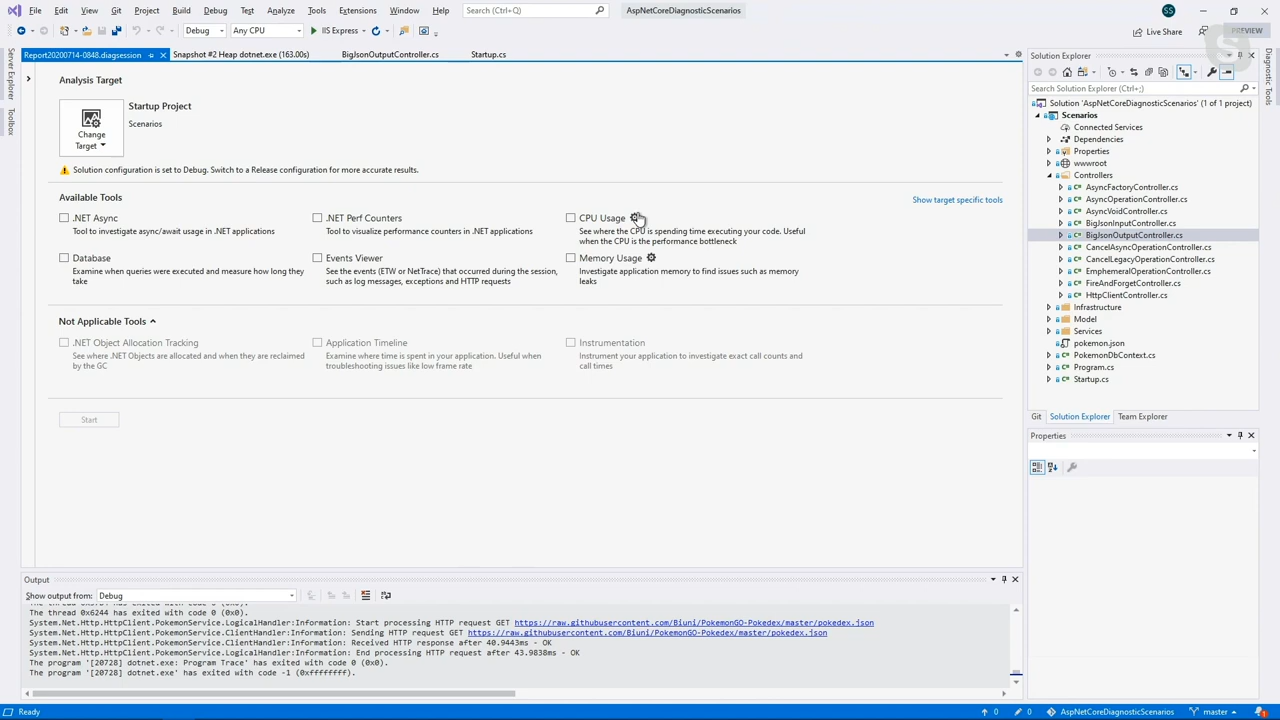 File Edit View Git Project Build Debug Test Analyze Tools Extensions Window Help Search (Ctrl+Q) AspNetCoreDiagnosticScenarios SS
Debug Any CPU IIS Express Live Share PREVIEW
Report20200714-0848.diagsession Snapshot #2 Heap dotnet.exe (163.00s) BigJsonOutputController.cs Startup.cs
Server Explorer
Toolbox
Analysis Target
Change Target
Startup Project
Scenarios
Solution configuration is set to Debug. Switch to a Release configuration for more accurate results.
Available Tools
Show target specific tools
.NET Async
Tool to investigate async/await usage in .NET applications
.NET Perf Counters
Tool to visualize performance counters in .NET applications
CPU Usage
See where the CPU is spending time executing your code. Useful
when the CPU is the performance bottleneck
Database
Examine when queries were executed and measure how long they
take
Events Viewer
See the events (ETW or NetTrace) that occurred during the session,
such as log messages, exceptions and HTTP requests
Memory Usage
Investigate application memory to find issues such as memory
leaks
Not Applicable Tools
.NET Object Allocation Tracking
See where .NET Objects are allocated and when they are reclaimed
by the GC
Application Timeline
Examine where time is spent in your application. Useful when
troubleshooting issues like low frame rate
Instrumentation
Instrument your application to investigate exact call counts and
call times
Start
Output
Show output from: Debug
The thread 0x6244 has exited with code 0 (0x0).
System.Net.Http.HttpClient.PokemonService.LogicalHandler:Information: Start processing HTTP request GET https://raw.githubusercontent.com/Biuni/PokemonGO-Pokedex/master/pokedex.json
System.Net.Http.HttpClient.PokemonService.ClientHandler:Information: Sending HTTP request GET https://raw.githubusercontent.com/Biuni/PokemonGO-Pokedex/master/pokedex.json
System.Net.Http.HttpClient.PokemonService.ClientHandler:Information: Received HTTP response after 40.9443ms - OK
System.Net.Http.HttpClient.PokemonService.LogicalHandler:Information: End processing HTTP request after 43.9838ms - OK
The program '[20728] dotnet.exe: Program Trace' has exited with code 0 (0x0).
The program '[20728] dotnet.exe' has exited with code -1 (0xffffffff).
Solution Explorer
Search Solution Explorer (Ctrl+;)
Solution 'AspNetCoreDiagnosticScenarios' (1 of 1 project)
Scenarios
Connected Services
Dependencies
Properties
wwwroot
Controllers
AsyncFactoryController.cs
AsyncOperationController.cs
AsyncVoidController.cs
BigJsonInputController.cs
BigJsonOutputController.cs
CancelAsyncOperationController.cs
CancelLegacyOperationController.cs
EmphemeralOperationController.cs
FireAndForgetController.cs
HttpClientController.cs
Infrastructure
Model
Services
pokemon.json
PokemonDbContext.cs
Program.cs
Startup.cs
Git Solution Explorer Team Explorer
Properties
Diagnostic Tools
Ready 0 0 AspNetCoreDiagnosticScenarios master 1